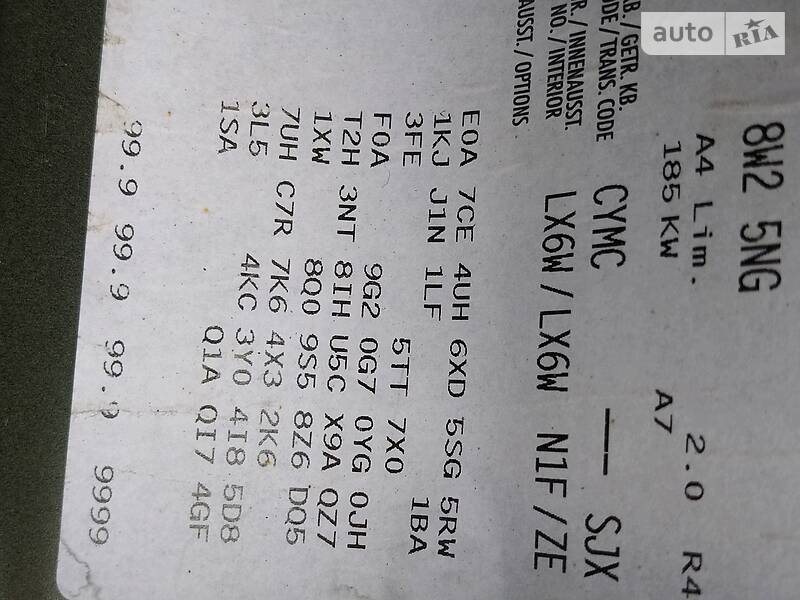 auto RIA
8W2 5NG
A4 Lim. 2.0 R4
185 KW A7
/ GETR. KB.
/ TRANS. CODE CYMC — SJX
/ INNENAUSST.
NO. / INTERIOR LX6W/LX6W N1F/ZE
AUSST. / OPTIONS
E0A 7CE 4UH 6XD 5SG 5RW
1KJ J1N 1LF 1BA
3FE 5TT 7X0
F0A 9G2 0G7 0YG 0JH
T2H 3NT 8IH U5C X9A QZ7
1XW 8Q0 9S5 8Z6 DQ5
7UH C7R 7K6 4X3 2K6
3L5 4KC 3Y0 4I8 5D8
1SA Q1A QI7 4GF
99.9 99.9 99.9 9999